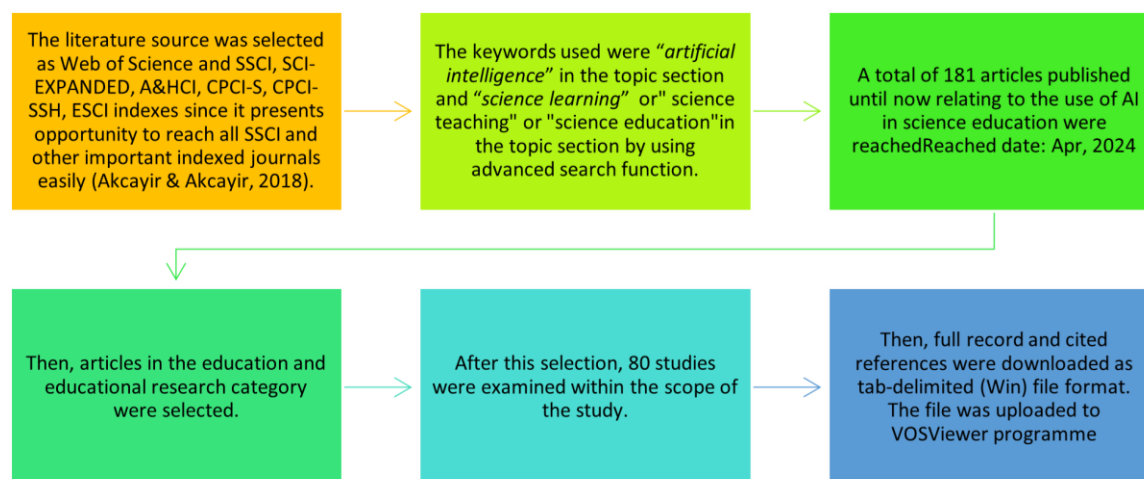 The literature source was selected
as Web of Science and SSCI, SCI-
EXPANDED, A&HCI, CPCI-S, CPCI-
SSH, ESCI indexes since it presents
opportunity to reach all SSCI and
other important indexed journals
easily (Akcayir & Akcayir, 2018).
The keywords used were “artificial
intelligence” in the topic section
and “science learning”  or" science
teaching" or "science education"in
the topic section by using
advanced search function.
A total of 181 articles published
until now relating to the use of AI
in science education were
reachedReached date: Apr, 2024
Then, articles in the education and
educational research category
were selected.
After this selection, 80 studies
were examined within the scope of
the study.
Then, full record and cited
references were downloaded as
tab-delimited (Win) file format.
The file was uploaded to
VOSViewer programme